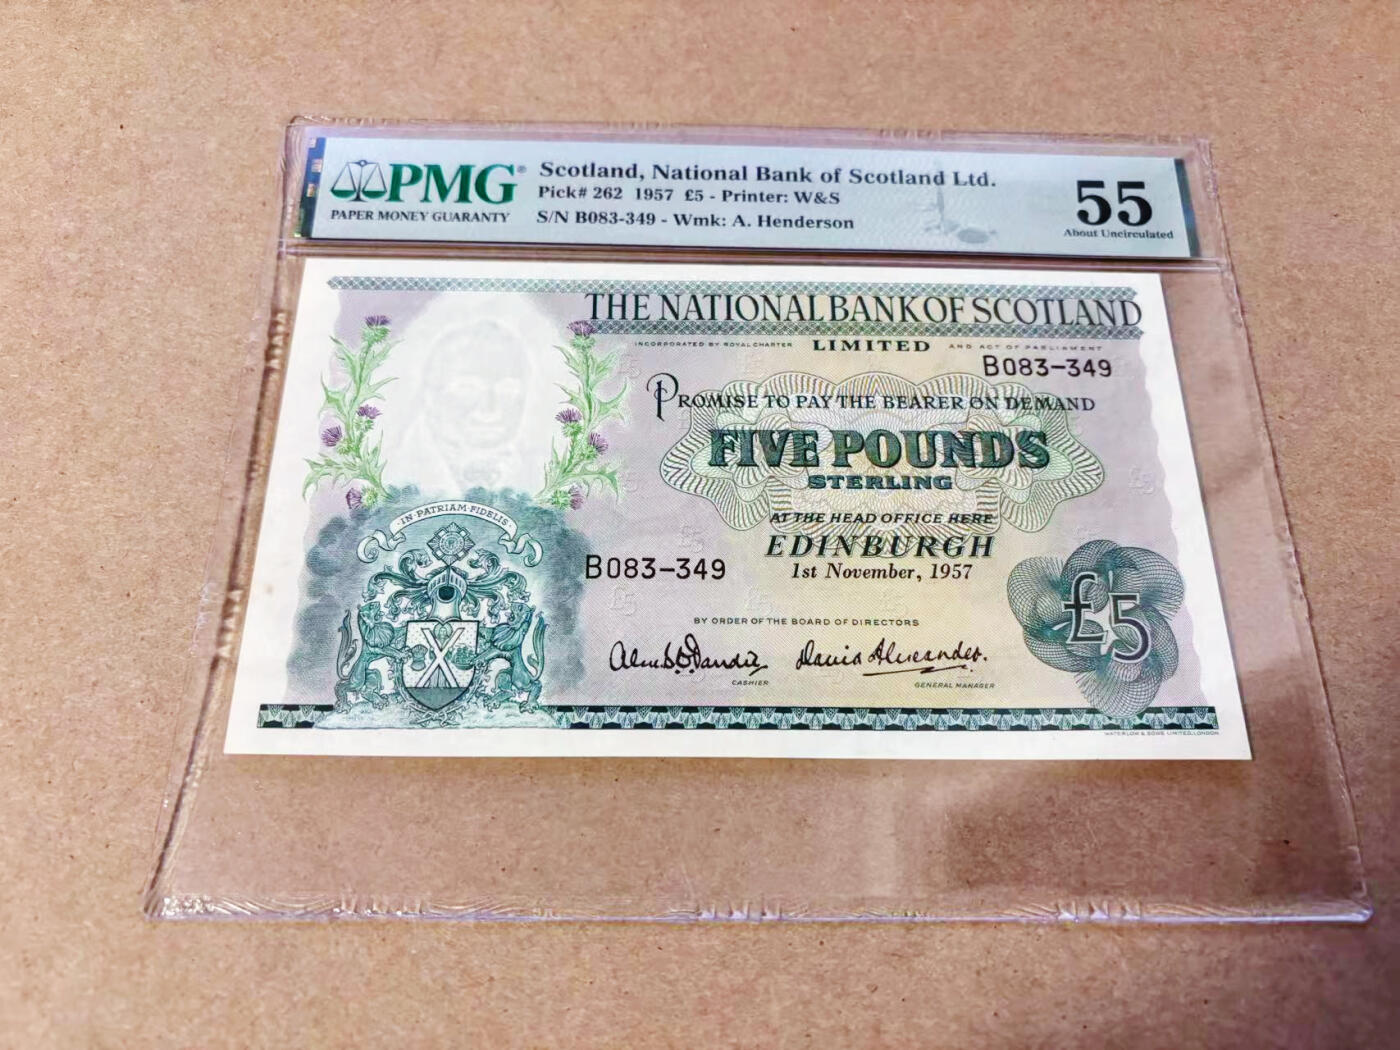 PMG®
PAPER MONEY GUARANTY
Scotland, National Bank of Scotland Ltd.
Pick# 262 1957 £5 - Printer: W&S
S/N B083-349 - Wmk: A. Henderson
55
About Uncirculated
THE NATIONAL BANK OF SCOTLAND
INCORPORATED BY ROYAL CHARTER LIMITED AND ACT OF PARLIAMENT
B083-349
PROMISE TO PAY THE BEARER ON DEMAND
FIVE POUNDS
STERLING
AT THE HEAD OFFICE HERE
EDINBURGH
1st November, 1957
B083-349
IN·PATRIAM·FIDELIS
BY ORDER OF THE BOARD OF DIRECTORS
David Alexander.
CASHIER
GENERAL MANAGER
£5
WATERLOW & SONS LIMITED, LONDON